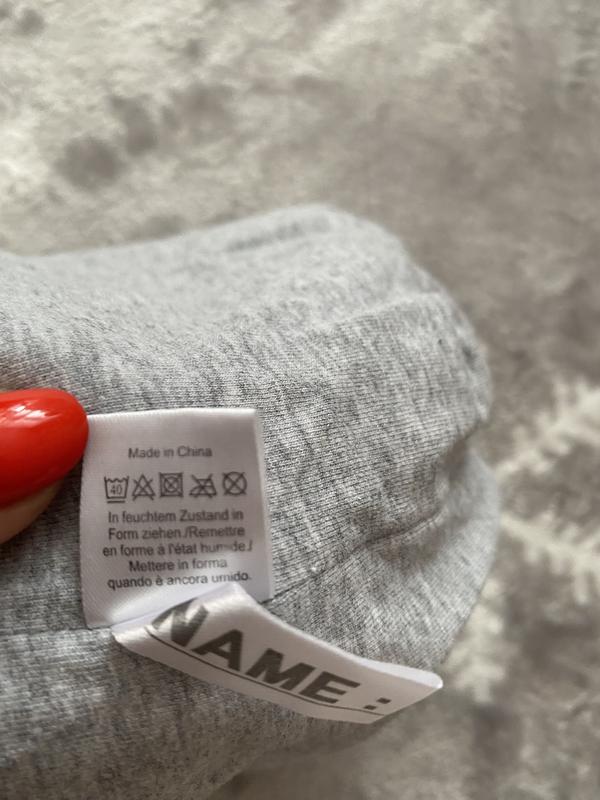 Made in China
40
In feuchtem Zustand in
Form ziehen./Remettre
en forme à l'état humide./
Mettere in forma
quando è ancora umido.
NAME :